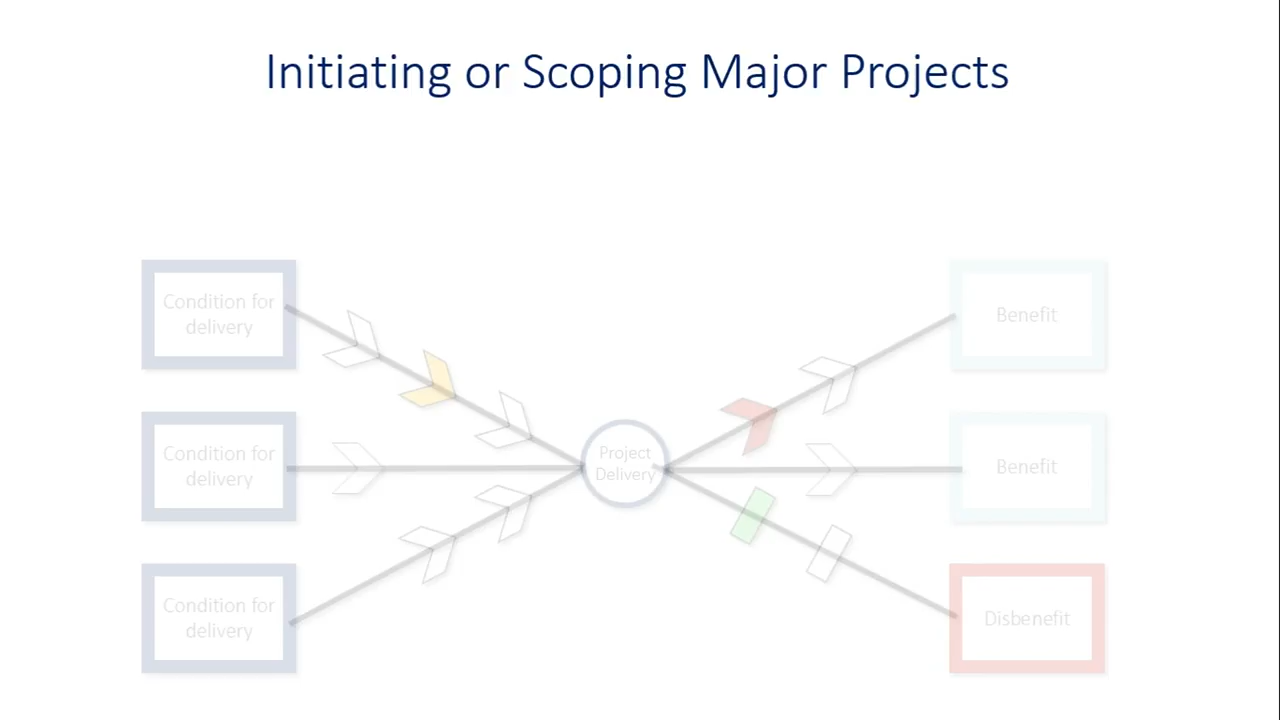 Initiating or Scoping Major Projects
Condition for
delivery
Benefit
Condition for
delivery
Project
Delivery
Benefit
Condition for
delivery
Disbenefit